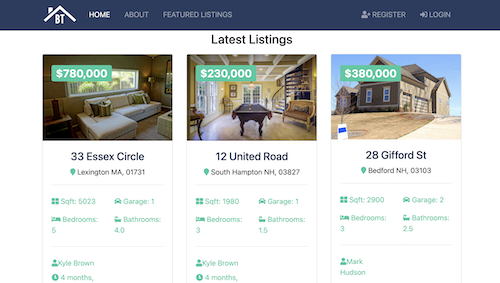 BT HOME ABOUT FEATURED LISTINGS REGISTER LOGIN
Latest Listings
$780,000
33 Essex Circle
Lexington MA, 01731
Sqft: 5023 Garage: 1
Bedrooms: Bathrooms:
5 4.0
Kyle Brown
4 months,
$230,000
12 United Road
South Hampton NH, 03827
Sqft: 1980 Garage: 1
Bedrooms: Bathrooms:
3 1.5
Kyle Brown
4 months,
$380,000
28 Gifford St
Bedford NH, 03103
Sqft: 2900 Garage: 2
Bedrooms: Bathrooms:
3 2.5
Mark
Hudson